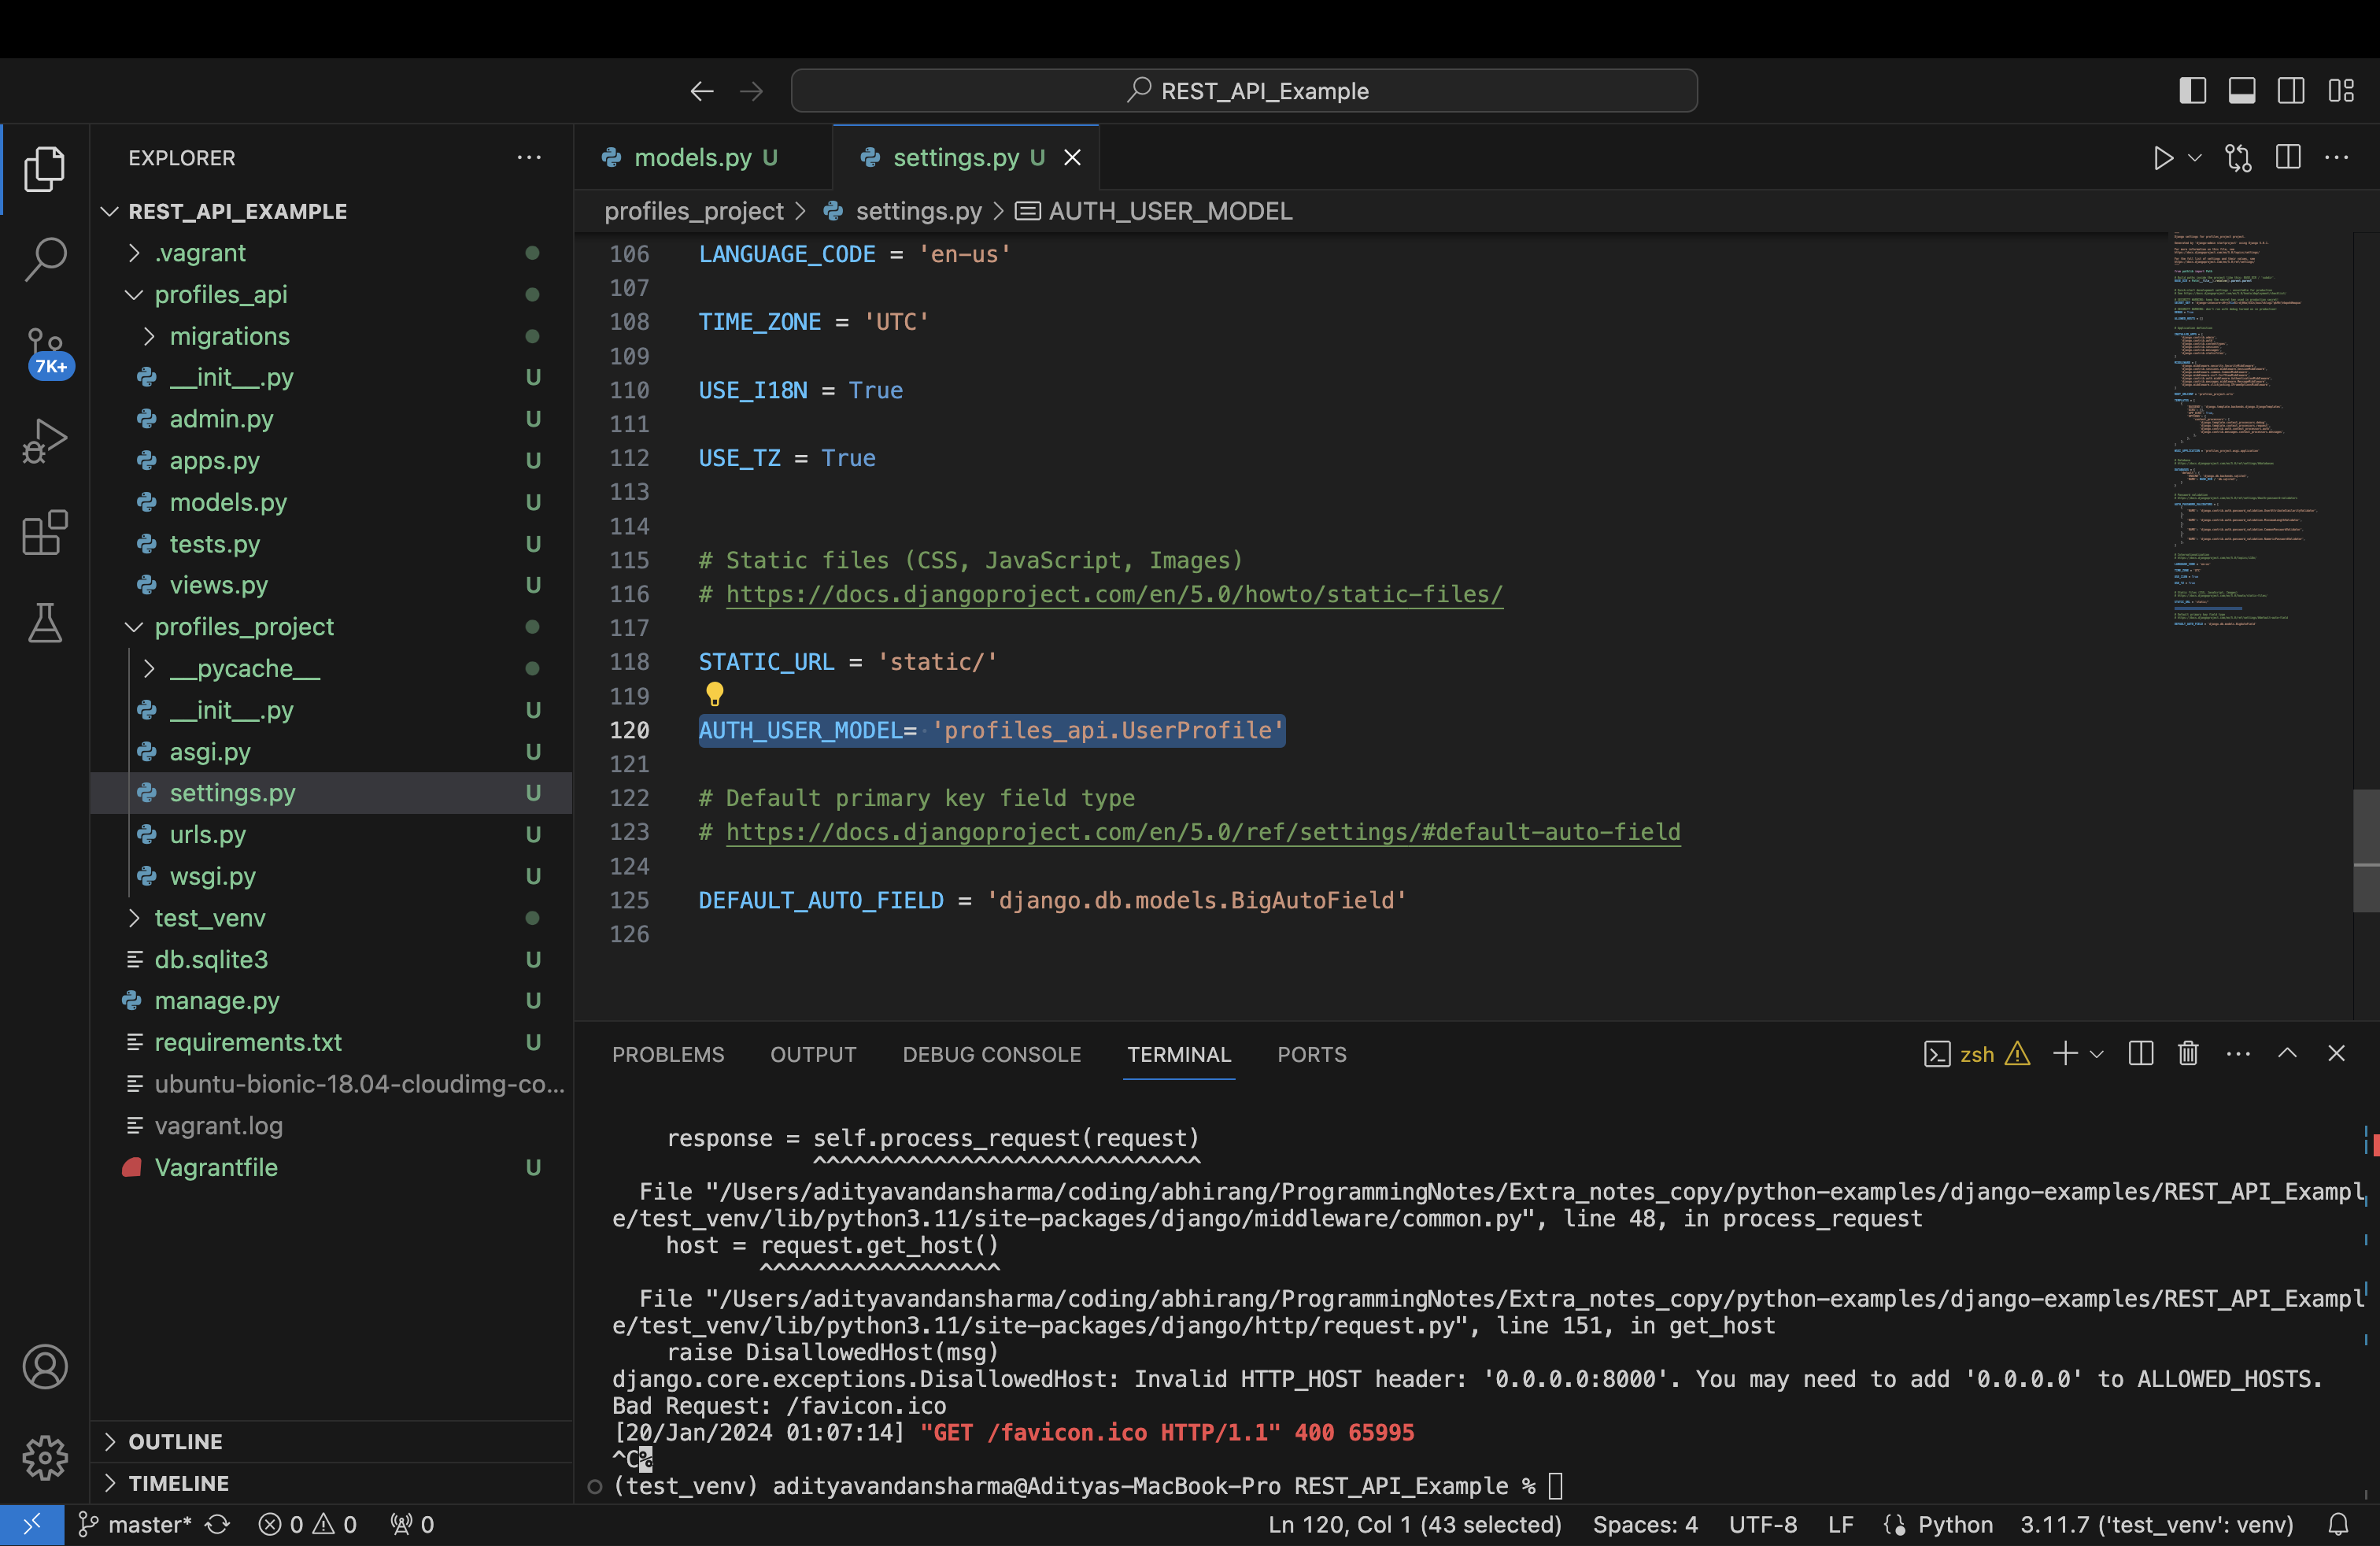 REST_API_Example
EXPLORER
models.py U
settings.py U
REST_API_EXAMPLE
profiles_project > settings.py > AUTH_USER_MODEL
.vagrant
profiles_api
migrations
7K+
__init__.py U
admin.py U
apps.py U
models.py U
tests.py U
views.py U
profiles_project
__pycache__
__init__.py U
asgi.py U
settings.py U
urls.py U
wsgi.py U
test_venv
db.sqlite3 U
manage.py U
requirements.txt U
ubuntu-bionic-18.04-cloudimg-co...
vagrant.log
Vagrantfile U
OUTLINE
TIMELINE
106 LANGUAGE_CODE = 'en-us'
107
108 TIME_ZONE = 'UTC'
109
110 USE_I18N = True
111
112 USE_TZ = True
113
114
115 # Static files (CSS, JavaScript, Images)
116 # https://docs.djangoproject.com/en/5.0/howto/static-files/
117
118 STATIC_URL = 'static/'
119
120 AUTH_USER_MODEL= 'profiles_api.UserProfile'
121
122 # Default primary key field type
123 # https://docs.djangoproject.com/en/5.0/ref/settings/#default-auto-field
124
125 DEFAULT_AUTO_FIELD = 'django.db.models.BigAutoField'
126
PROBLEMS OUTPUT DEBUG CONSOLE TERMINAL PORTS
zsh
response = self.process_request(request)
^^^^^^^^^^^^^^^^^^^^^^^^^^^^^
File "/Users/adityavandansharma/coding/abhirang/ProgrammingNotes/Extra_notes_copy/python-examples/django-examples/REST_API_Exampl
e/test_venv/lib/python3.11/site-packages/django/middleware/common.py", line 48, in process_request
host = request.get_host()
^^^^^^^^^^^^^^^^^^
File "/Users/adityavandansharma/coding/abhirang/ProgrammingNotes/Extra_notes_copy/python-examples/django-examples/REST_API_Exampl
e/test_venv/lib/python3.11/site-packages/django/http/request.py", line 151, in get_host
raise DisallowedHost(msg)
django.core.exceptions.DisallowedHost: Invalid HTTP_HOST header: '0.0.0.0:8000'. You may need to add '0.0.0.0' to ALLOWED_HOSTS.
Bad Request: /favicon.ico
[20/Jan/2024 01:07:14] "GET /favicon.ico HTTP/1.1" 400 65995
^C%
(test_venv) adityavandansharma@Adityas-MacBook-Pro REST_API_Example %
master* 0 0 0 Ln 120, Col 1 (43 selected) Spaces: 4 UTF-8 LF Python 3.11.7 ('test_venv': venv)